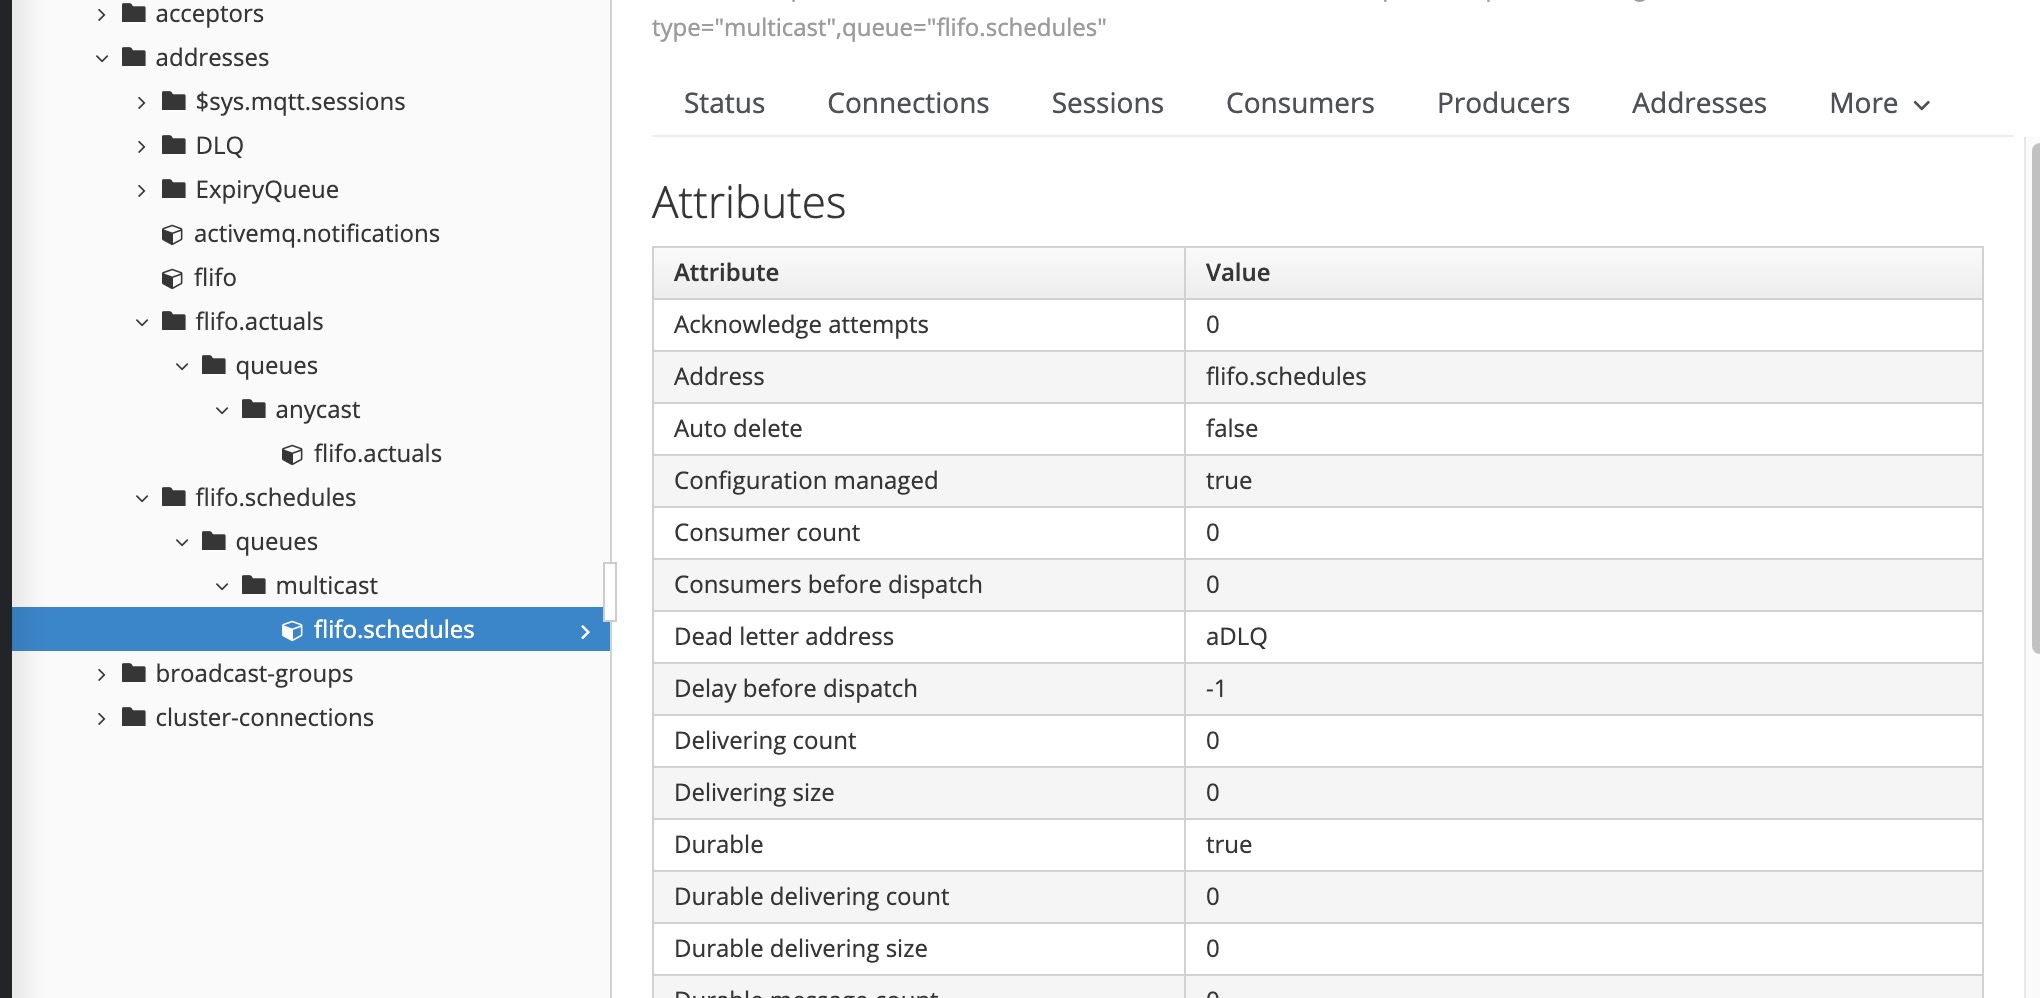 acceptors
addresses
$sys.mqtt.sessions
DLQ
ExpiryQueue
activemq.notifications
flifo
flifo.actuals
queues
anycast
flifo.actuals
flifo.schedules
queues
multicast
flifo.schedules
broadcast-groups
cluster-connections
type="multicast",queue="flifo.schedules"
Status Connections Sessions Consumers Producers Addresses More
Attributes
Attribute Value
Acknowledge attempts 0
Address flifo.schedules
Auto delete false
Configuration managed true
Consumer count 0
Consumers before dispatch 0
Dead letter address aDLQ
Delay before dispatch -1
Delivering count 0
Delivering size 0
Durable true
Durable delivering count 0
Durable delivering size 0
Durable message count 0